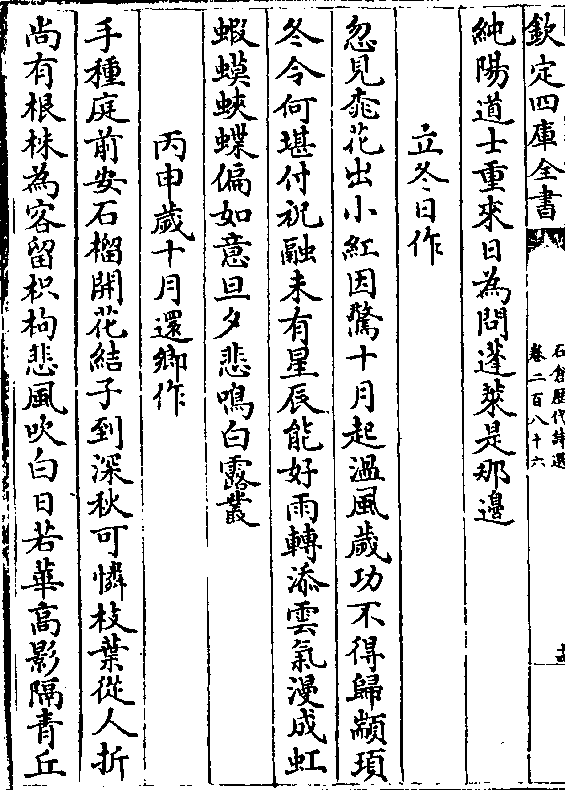 欽定四庫全書
石倉歷代詩選
卷二百八十六
純陽道士重來日為問蓬萊是那邊
立冬日作
忽見桃花出小紅因驚十月起溫風歲功不得歸顓頊
冬令何堪付祝融未有星辰能好雨轉添雲氣漫成虹
蝦蟆蛺蝶偏如意旦夕悲鳴白露叢
丙申歲十月還鄉作
手種庭前安石榴開花結子到深秋可憐枝葉從人折
尚有根株為客留枳枸悲風吹白日若華高影隔青丘